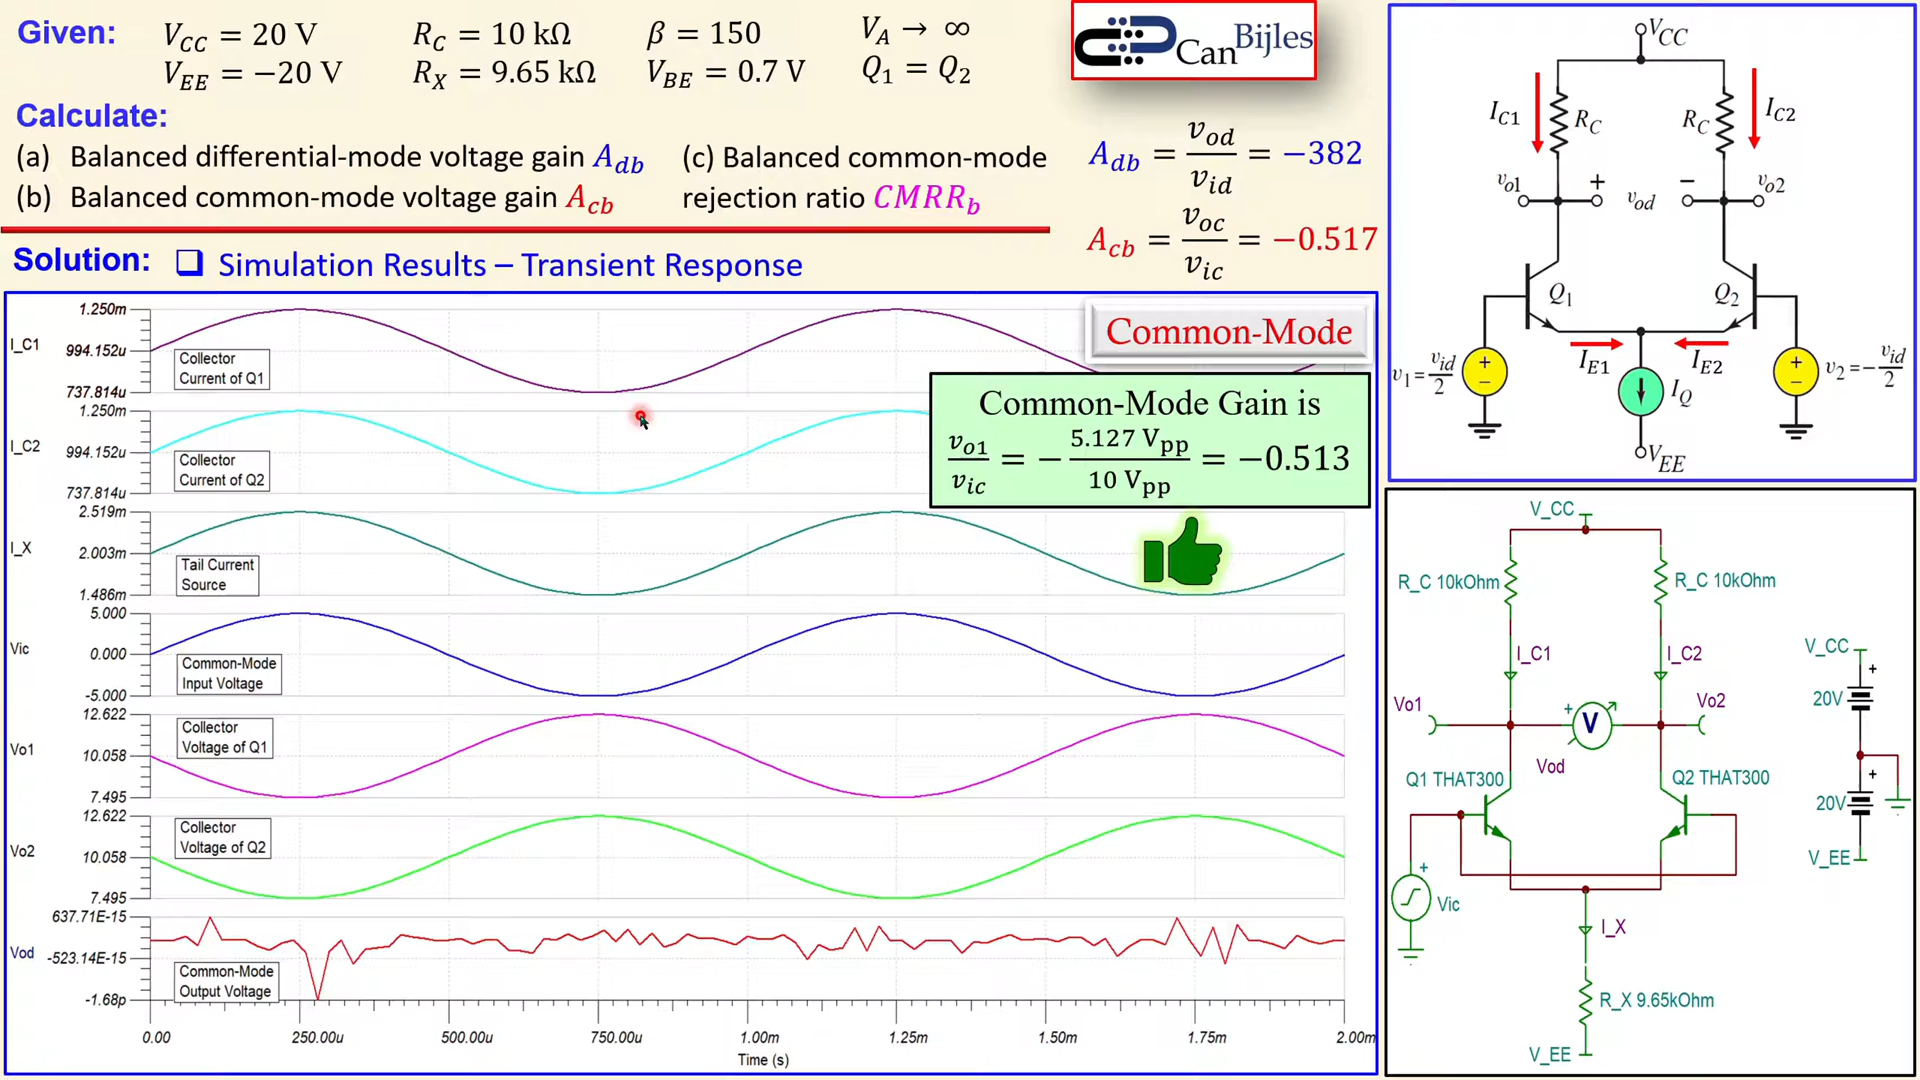 Given: V_CC = 20 V R_C = 10 kΩ β = 150 V_A → ∞
V_EE = −20 V R_X = 9.65 kΩ V_BE = 0.7 V Q_1 = Q_2
CanBijles
Calculate:
(a) Balanced differential-mode voltage gain A_db
(b) Balanced common-mode voltage gain A_cb
(c) Balanced common-mode
rejection ratio CMRR_b
A_db = v_od / v_id = −382
A_cb = v_oc / v_ic = −0.517
Solution: ❑ Simulation Results – Transient Response
Common-Mode
Common-Mode Gain is
v_o1 / v_ic = − 5.127 V_pp / 10 V_pp = −0.513
I_C1
1.250m
994.152u
737.814u
Collector
Current of Q1
I_C2
1.250m
994.152u
737.814u
Collector
Current of Q2
I_X
2.519m
2.003m
1.486m
Tail Current
Source
Vic
5.000
0.000
-5.000
Common-Mode
Input Voltage
Vo1
12.622
10.058
7.495
Collector
Voltage of Q1
Vo2
12.622
10.058
7.495
Collector
Voltage of Q2
Vod
637.71E-15
-523.14E-15
-1.68p
Common-Mode
Output Voltage
0.00 250.00u 500.00u 750.00u 1.00m 1.25m 1.50m 1.75m 2.00m
Time (s)
V_CC
I_C1 R_C R_C I_C2
v_o1 + v_od − v_o2
Q_1 Q_2
I_E1 I_E2
v_1 = v_id / 2 + − I_Q + − v_2 = − v_id / 2
V_EE
V_CC
R_C 10kOhm R_C 10kOhm
I_C1 I_C2
Vo1 + V Vo2
Vod
Q1 THAT300 Q2 THAT300
+ Vic
I_X
R_X 9.65kOhm
V_EE
V_CC
+
20V
+
20V
V_EE